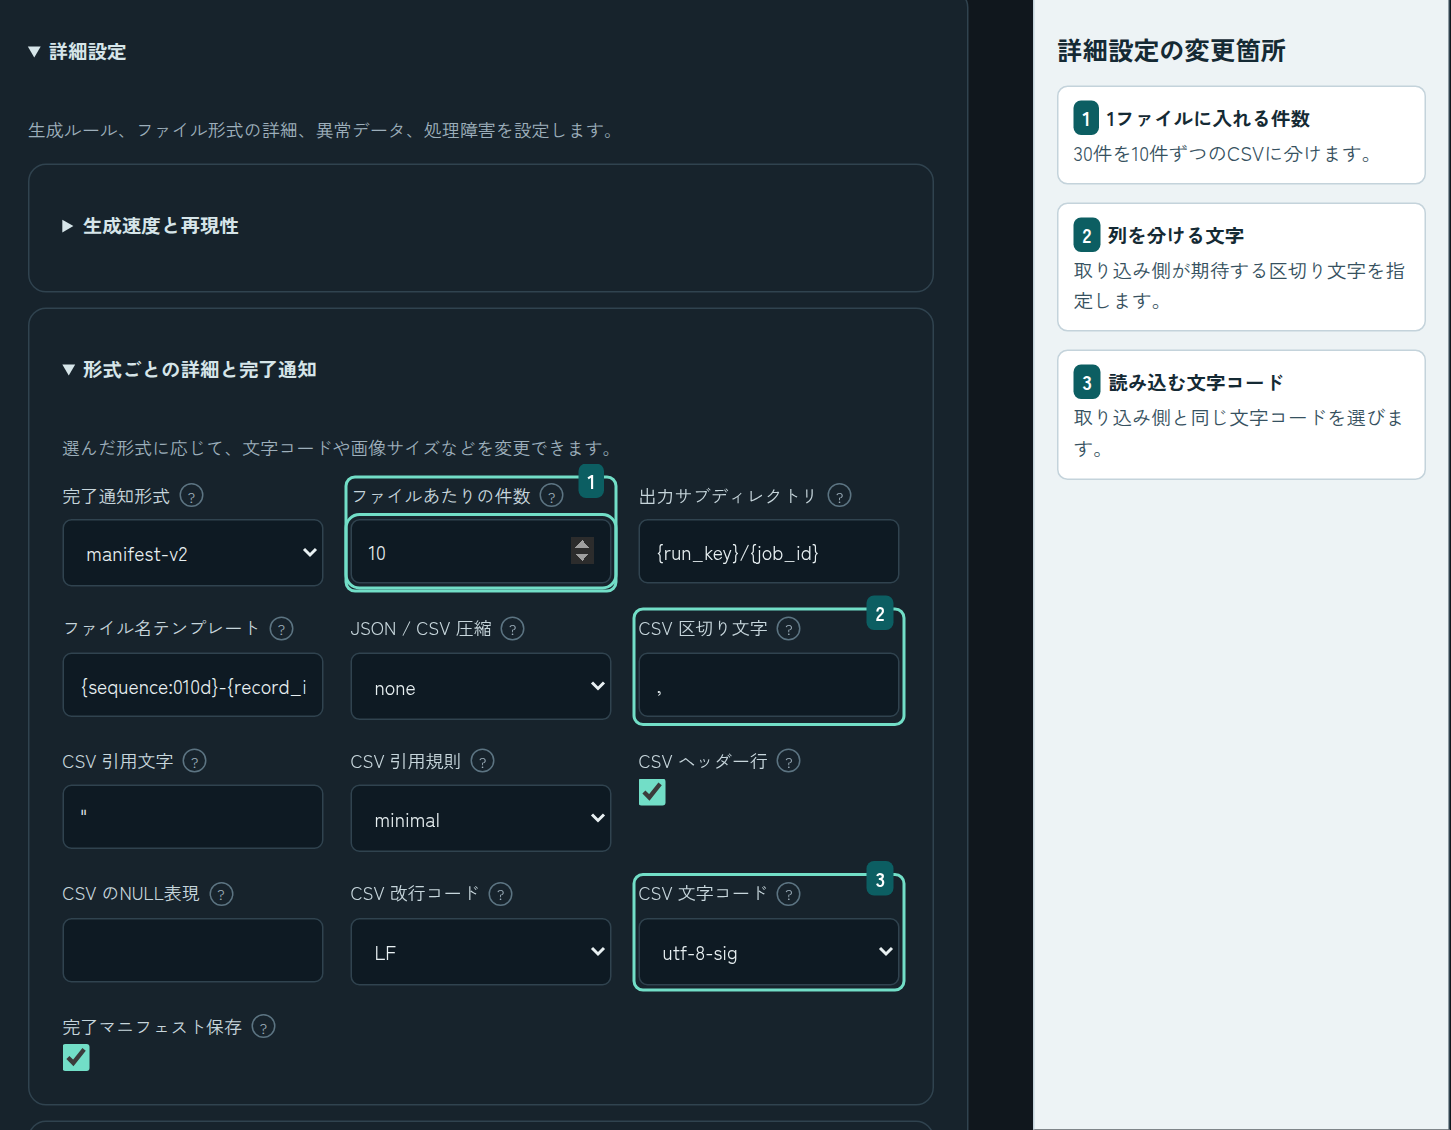 ▼ 詳細設定
生成ルール、ファイル形式の詳細、異常データ、処理障害を設定します。
▶ 生成速度と再現性
▼ 形式ごとの詳細と完了通知
選んだ形式に応じて、文字コードや画像サイズなどを変更できます。
完了通知形式 ?
manifest-v2
1
ファイルあたりの件数 ?
10
出力サブディレクトリ ?
{run_key}/{job_id}
ファイル名テンプレート ?
{sequence:010d}-{record_i
JSON / CSV 圧縮 ?
none
2
CSV 区切り文字 ?
,
CSV 引用文字 ?
"
CSV 引用規則 ?
minimal
CSV ヘッダー行 ?
CSV のNULL表現 ?
CSV 改行コード ?
LF
3
CSV 文字コード ?
utf-8-sig
完了マニフェスト保存 ?
詳細設定の変更箇所
1 1ファイルに入れる件数
30件を10件ずつのCSVに分けます。
2 列を分ける文字
取り込み側が期待する区切り文字を指
定します。
3 読み込む文字コード
取り込み側と同じ文字コードを選びま
す。